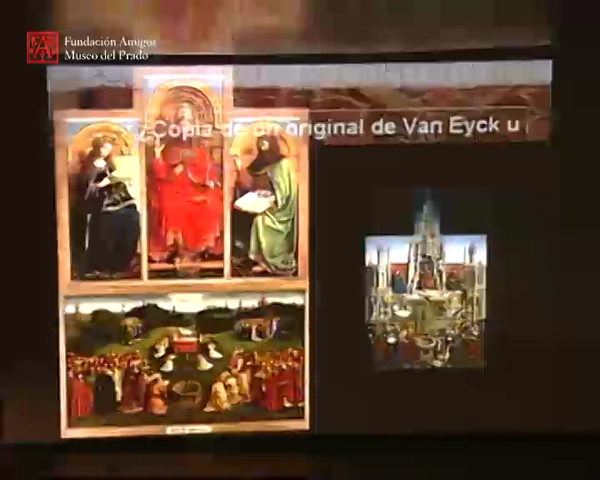 Fundación Amigos
Museo del Prado
¿Copia de un original de Van Eyck u